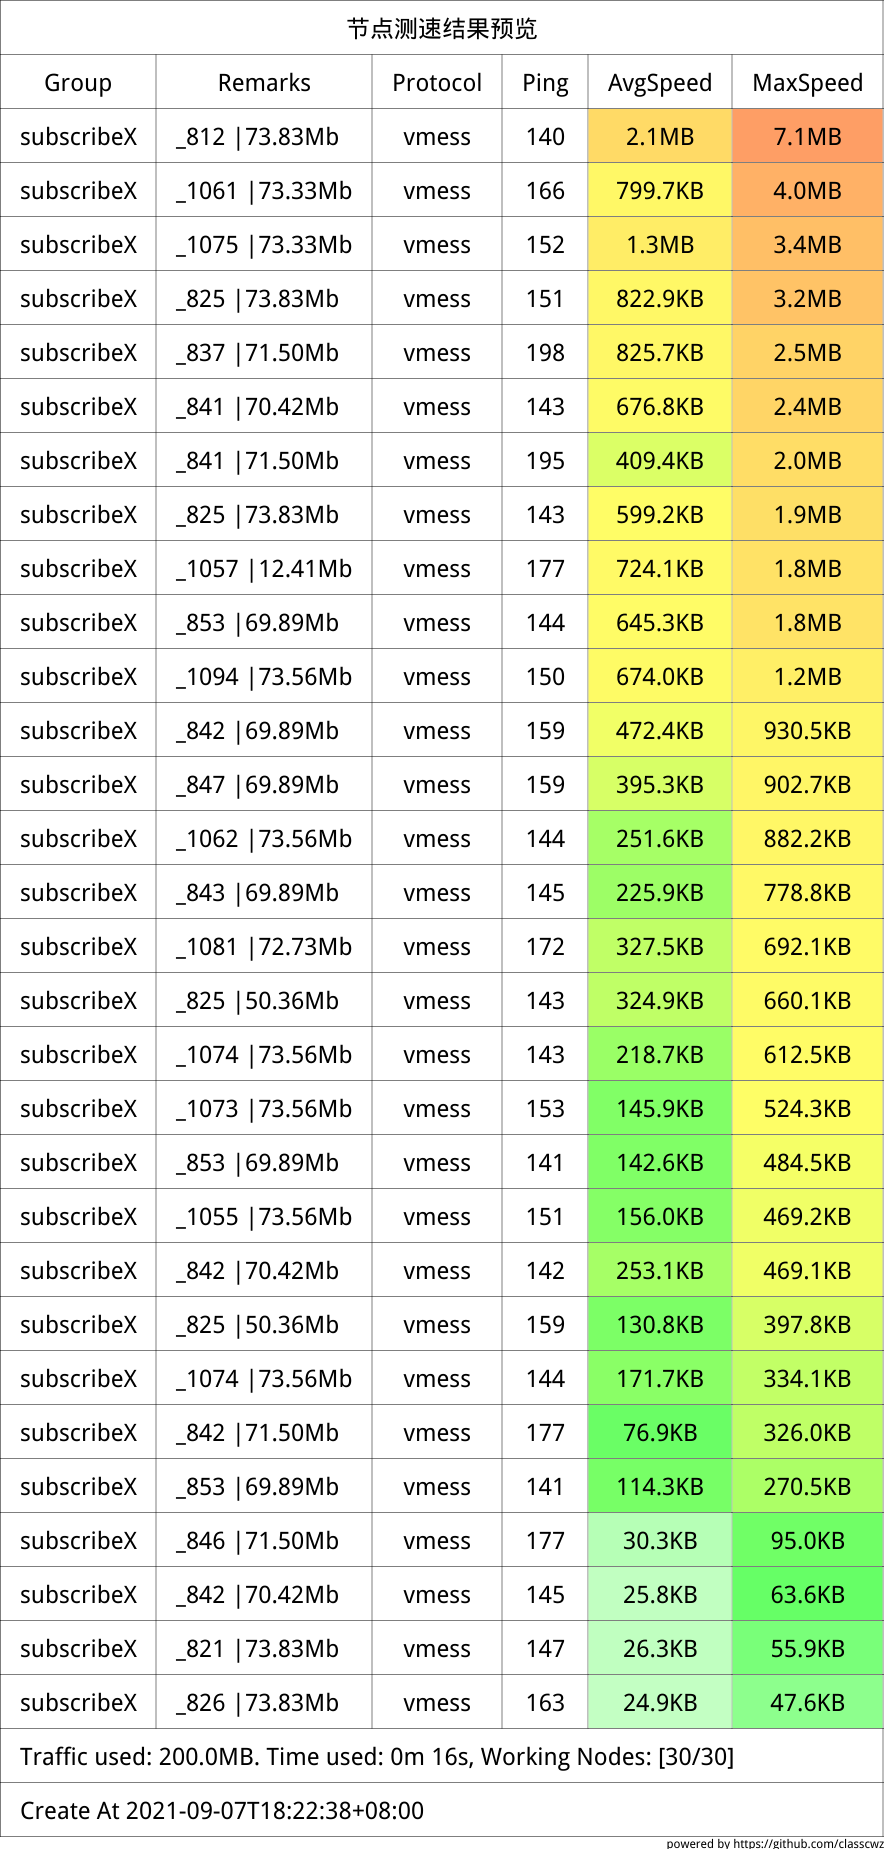 节点测速结果预览
Group Remarks Protocol Ping AvgSpeed MaxSpeed
subscribeX _812 |73.83Mb vmess 140 2.1MB 7.1MB
subscribeX _1061 |73.33Mb vmess 166 799.7KB 4.0MB
subscribeX _1075 |73.33Mb vmess 152 1.3MB 3.4MB
subscribeX _825 |73.83Mb vmess 151 822.9KB 3.2MB
subscribeX _837 |71.50Mb vmess 198 825.7KB 2.5MB
subscribeX _841 |70.42Mb vmess 143 676.8KB 2.4MB
subscribeX _841 |71.50Mb vmess 195 409.4KB 2.0MB
subscribeX _825 |73.83Mb vmess 143 599.2KB 1.9MB
subscribeX _1057 |12.41Mb vmess 177 724.1KB 1.8MB
subscribeX _853 |69.89Mb vmess 144 645.3KB 1.8MB
subscribeX _1094 |73.56Mb vmess 150 674.0KB 1.2MB
subscribeX _842 |69.89Mb vmess 159 472.4KB 930.5KB
subscribeX _847 |69.89Mb vmess 159 395.3KB 902.7KB
subscribeX _1062 |73.56Mb vmess 144 251.6KB 882.2KB
subscribeX _843 |69.89Mb vmess 145 225.9KB 778.8KB
subscribeX _1081 |72.73Mb vmess 172 327.5KB 692.1KB
subscribeX _825 |50.36Mb vmess 143 324.9KB 660.1KB
subscribeX _1074 |73.56Mb vmess 143 218.7KB 612.5KB
subscribeX _1073 |73.56Mb vmess 153 145.9KB 524.3KB
subscribeX _853 |69.89Mb vmess 141 142.6KB 484.5KB
subscribeX _1055 |73.56Mb vmess 151 156.0KB 469.2KB
subscribeX _842 |70.42Mb vmess 142 253.1KB 469.1KB
subscribeX _825 |50.36Mb vmess 159 130.8KB 397.8KB
subscribeX _1074 |73.56Mb vmess 144 171.7KB 334.1KB
subscribeX _842 |71.50Mb vmess 177 76.9KB 326.0KB
subscribeX _853 |69.89Mb vmess 141 114.3KB 270.5KB
subscribeX _846 |71.50Mb vmess 177 30.3KB 95.0KB
subscribeX _842 |70.42Mb vmess 145 25.8KB 63.6KB
subscribeX _821 |73.83Mb vmess 147 26.3KB 55.9KB
subscribeX _826 |73.83Mb vmess 163 24.9KB 47.6KB
Traffic used: 200.0MB. Time used: 0m 16s, Working Nodes: [30/30]
Create At 2021-09-07T18:22:38+08:00
powered by https://github.com/classcwz